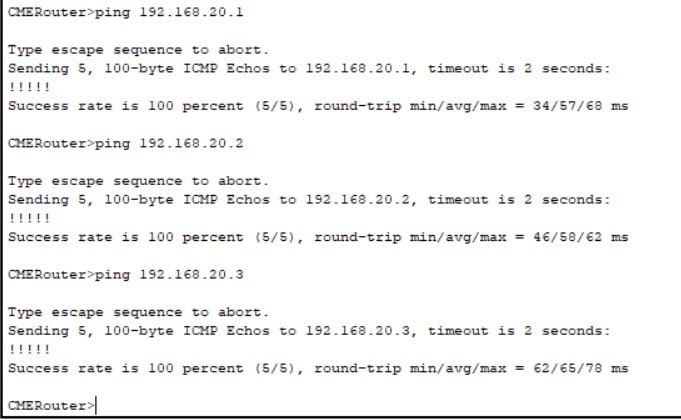 CMERouter>ping 192.168.20.1
Type escape sequence to abort.
Sending 5, 100-byte ICMP Echos to 192.168.20.1, timeout is 2 seconds:
!!!!!
Success rate is 100 percent (5/5), round-trip min/avg/max = 34/57/68 ms
CMERouter>ping 192.168.20.2
Type escape sequence to abort.
Sending 5, 100-byte ICMP Echos to 192.168.20.2, timeout is 2 seconds:
!!!!!
Success rate is 100 percent (5/5), round-trip min/avg/max = 46/58/62 ms
CMERouter>ping 192.168.20.3
Type escape sequence to abort.
Sending 5, 100-byte ICMP Echos to 192.168.20.3, timeout is 2 seconds:
!!!!!
Success rate is 100 percent (5/5), round-trip min/avg/max = 62/65/78 ms
CMERouter>